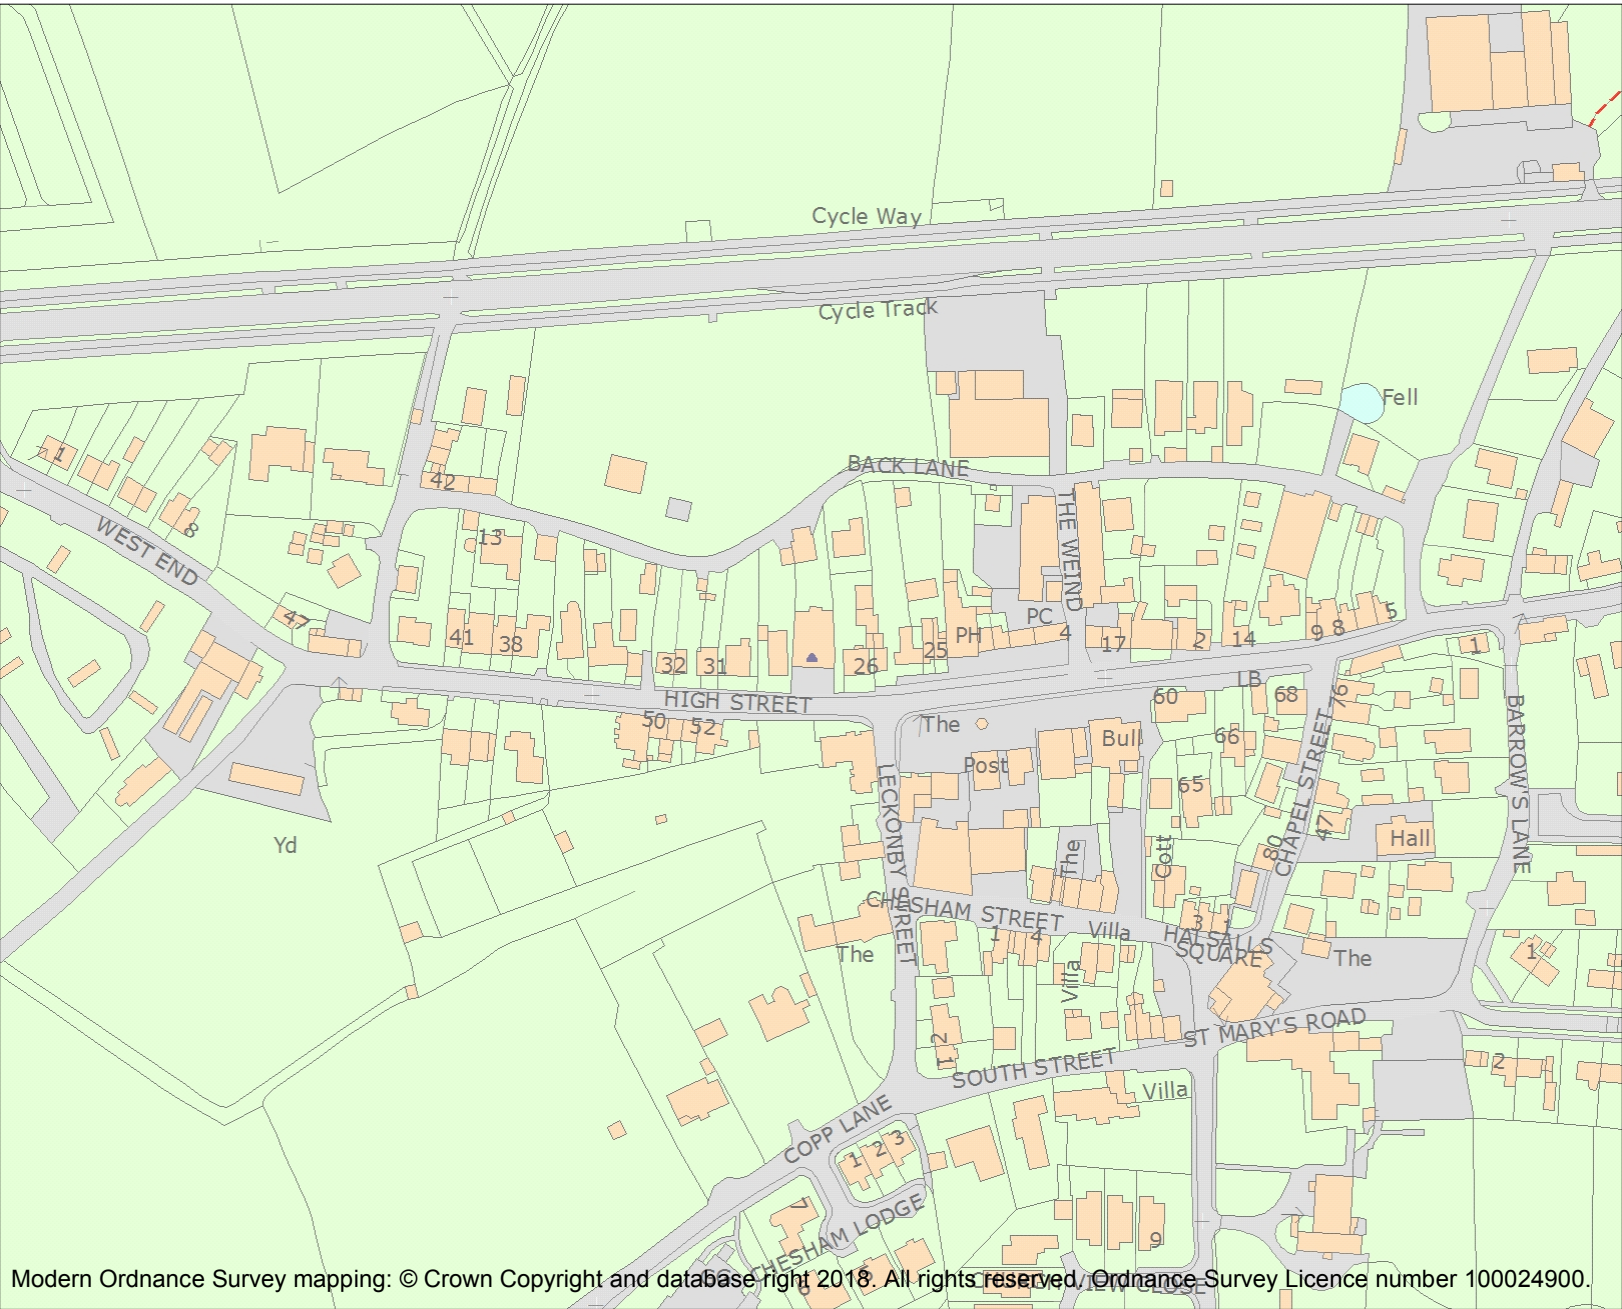 Cycle Way
Cycle Track
Fell
1
8
42
BACK LANE
WEST END
13
THE WEIND
47
41
38
32
31
26
25
PH
PC
4
17
2
14
9
8
5
1
HIGH STREET
50
52
The
Post
Bull
LB
60
68
76
66
65
LECKONBY STREET
CHAPEL STREET
BARROW'S LANE
Yd
The
Cott
80
47
Hall
CHESHAM STREET
1
4
Villa
Villa
3
1
HALSALLS
SQUARE
The
The
1
2
1
SOUTH STREET
ST MARY'S ROAD
2
Villa
COPP LANE
1
2
3
7
CHESHAM LODGE
9
6
VIEW CLOSE
Modern Ordnance Survey mapping: © Crown Copyright and database right 2018. All rights reserved. Ordnance Survey Licence number 100024900.